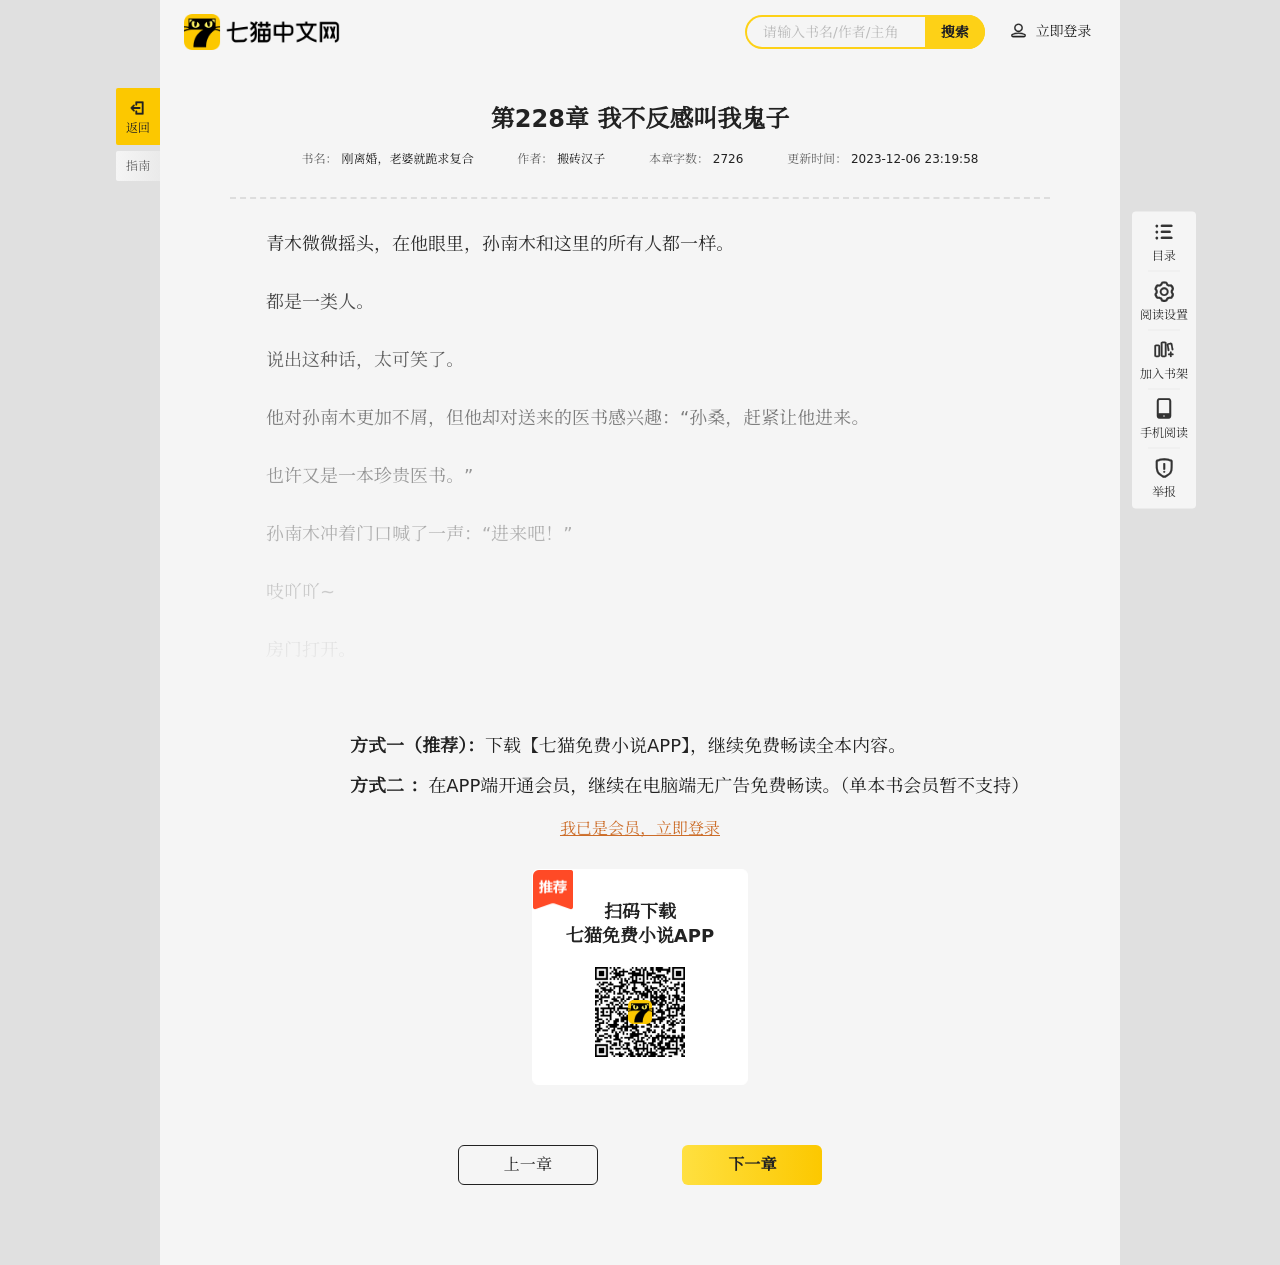 七猫中文网
请输入书名/作者/主角
搜索
立即登录
返回
指南
第228章 我不反感叫我鬼子
书名： 刚离婚，老婆就跪求复合 作者： 搬砖汉子 本章字数： 2726 更新时间： 2023-12-06 23:19:58
青木微微摇头，在他眼里，孙南木和这里的所有人都一样。
都是一类人。
说出这种话，太可笑了。
他对孙南木更加不屑，但他却对送来的医书感兴趣：“孙桑，赶紧让他进来。
也许又是一本珍贵医书。”
孙南木冲着门口喊了一声：“进来吧！”
吱吖吖~
房门打开。
目录
阅读设置
加入书架
手机阅读
举报
方式一（推荐）：下载【七猫免费小说APP】，继续免费畅读全本内容。
方式二 ：在APP端开通会员，继续在电脑端无广告免费畅读。（单本书会员暂不支持）
我已是会员，立即登录
推荐
扫码下载
七猫免费小说APP
上一章
下一章